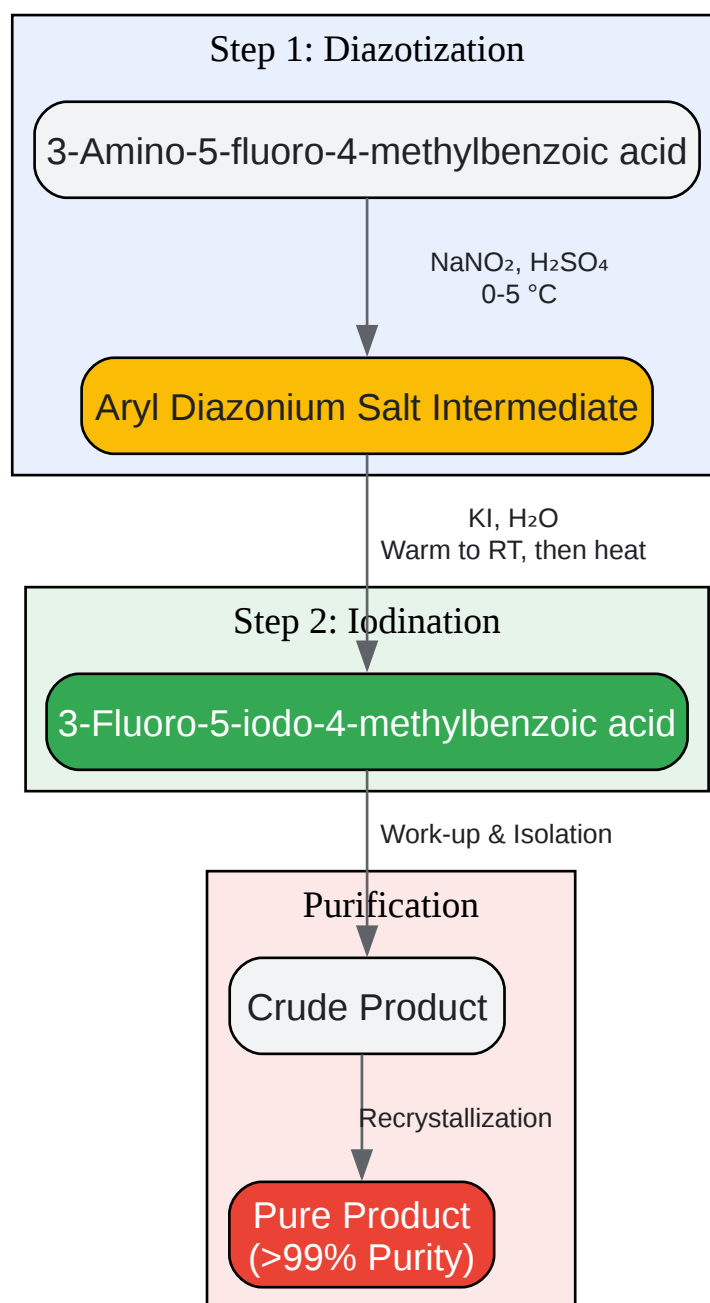 Step 1: Diazotization
3-Amino-5-fluoro-4-methylbenzoic acid
NaNO₂, H₂SO₄
0-5 °C
Aryl Diazonium Salt Intermediate
KI, H₂O
Warm to RT, then heat
Step 2: Iodination
3-Fluoro-5-iodo-4-methylbenzoic acid
Work-up & Isolation
Purification
Crude Product
Recrystallization
Pure Product
(>99% Purity)